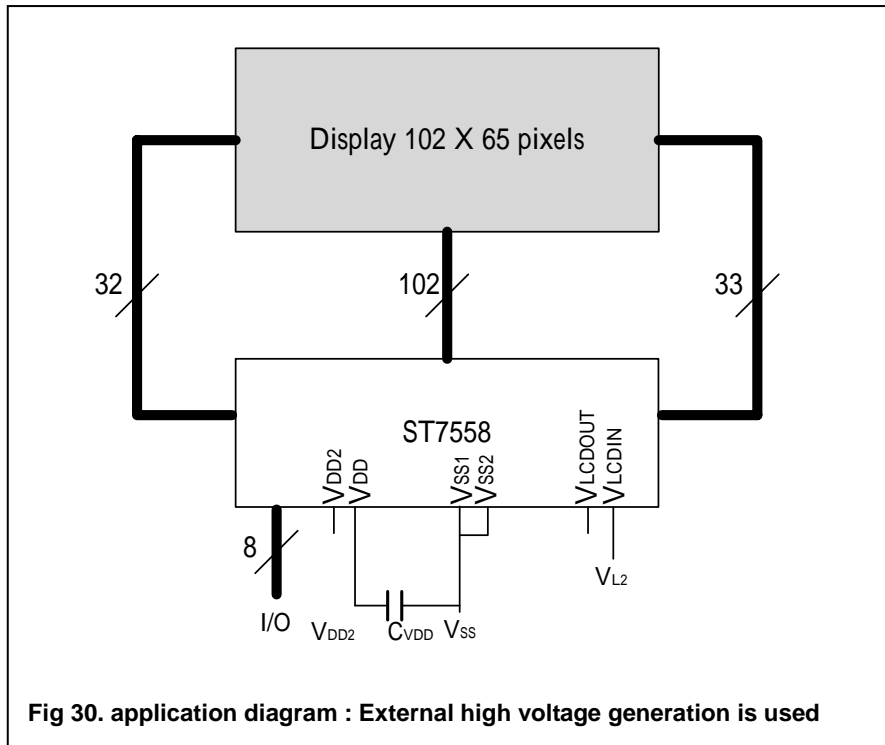 Display 102 X 65 pixels
32
102
33
ST7558
VDD2
VDD
VSS1
VSS2
VLCDOUT
VLCDIN
8
I/O
VDD2
CVDD
VSS
VL2
Fig 30. application diagram : External high voltage generation is used